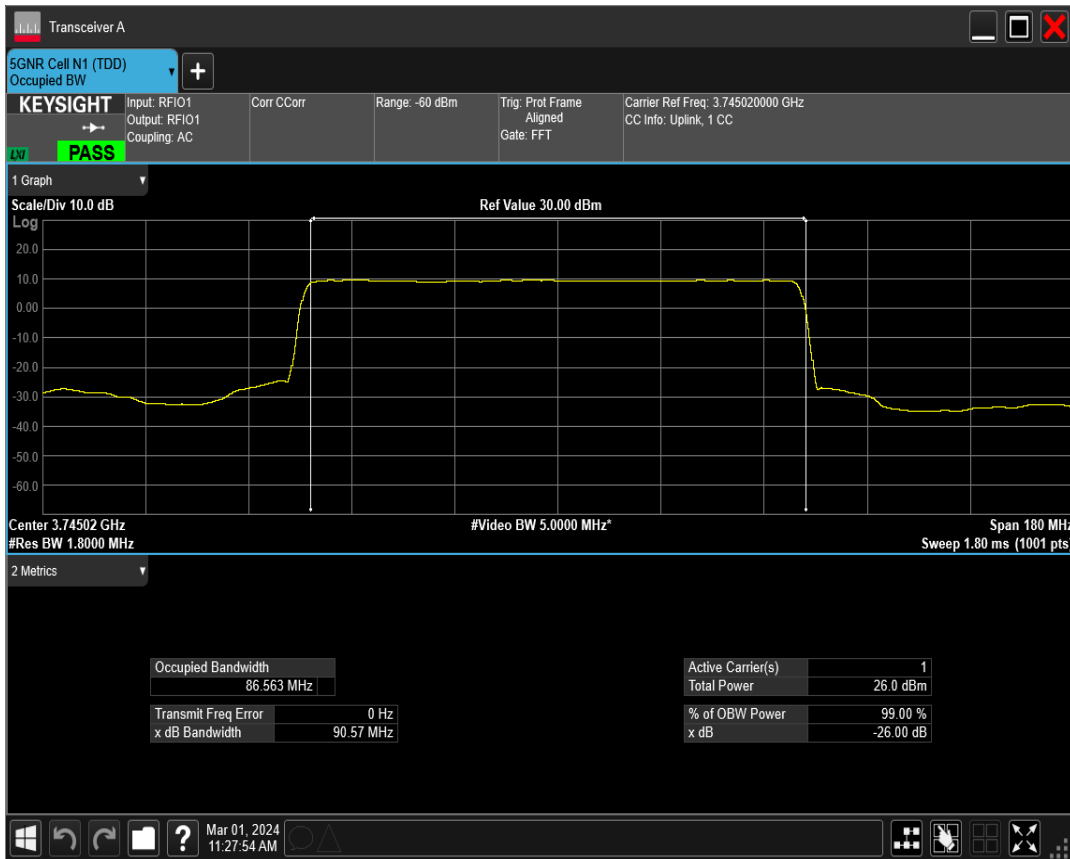 Transceiver A
5GNR Cell N1 (TDD)
Occupied BW
+
KEYSIGHT
LXI
PASS
Input: RFIO1
Output: RFIO1
Coupling: AC
Corr CCorr
Range: -60 dBm
Trig: Prot Frame
Aligned
Gate: FFT
Carrier Ref Freq: 3.745020000 GHz
CC Info: Uplink, 1 CC
1 Graph
Scale/Div 10.0 dB
Ref Value 30.00 dBm
Log
20.0
10.0
0.00
-10.0
-20.0
-30.0
-40.0
-50.0
-60.0
Center 3.74502 GHz
#Video BW 5.0000 MHz*
Span 180 MHz
#Res BW 1.8000 MHz
Sweep 1.80 ms (1001 pts)
2 Metrics
Occupied Bandwidth
86.563 MHz
Transmit Freq Error 0 Hz
x dB Bandwidth 90.57 MHz
Active Carrier(s) 1
Total Power 26.0 dBm
% of OBW Power 99.00 %
x dB -26.00 dB
?
Mar 01, 2024
11:27:54 AM